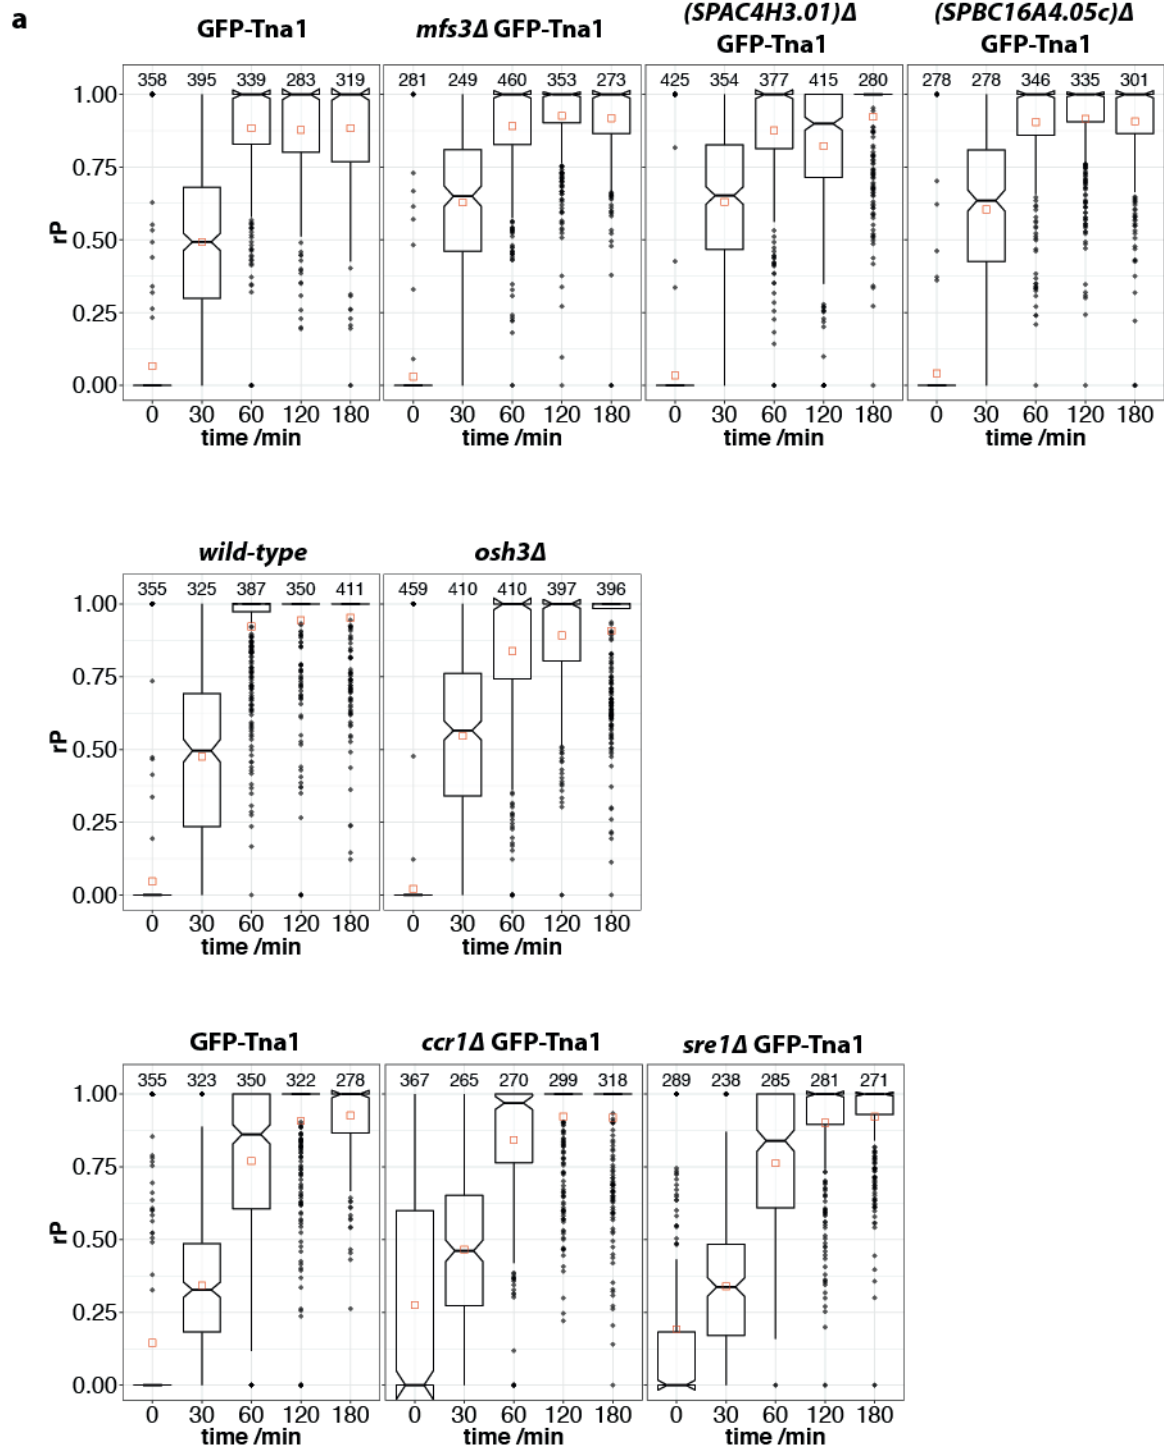 a
GFP-Tna1
mfs3Δ GFP-Tna1
(SPAC4H3.01)Δ
GFP-Tna1
(SPBC16A4.05c)Δ
GFP-Tna1
358 395 339 283 319
281 249 460 353 273
425 354 377 415 280
278 278 346 335 301
1.00
0.75
0.50
0.25
0.00
rP
0 30 60 120 180
0 30 60 120 180
0 30 60 120 180
0 30 60 120 180
time /min
time /min
time /min
time /min
wild-type
osh3Δ
355 325 387 350 411
459 410 410 397 396
1.00
0.75
0.50
0.25
0.00
rP
0 30 60 120 180
0 30 60 120 180
time /min
time /min
GFP-Tna1
ccr1Δ GFP-Tna1
sre1Δ GFP-Tna1
355 323 350 322 278
367 265 270 299 318
289 238 285 281 271
1.00
0.75
0.50
0.25
0.00
rP
0 30 60 120 180
0 30 60 120 180
0 30 60 120 180
time /min
time /min
time /min